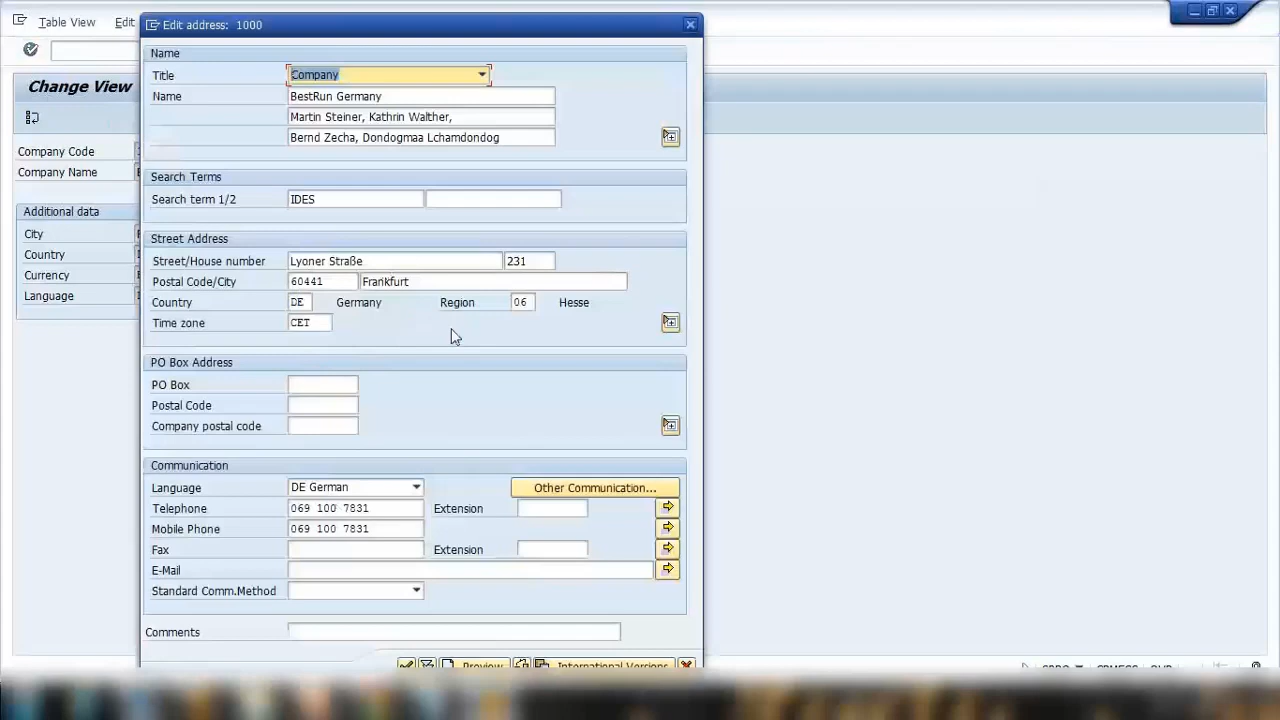 Table View Edit
Edit address: 1000
Change View
Company Code
Company Name
Additional data
City
Country
Currency
Language
Name
Title Company
Name BestRun Germany
Martin Steiner, Kathrin Walther,
Bernd Zecha, Dondogmaa Lchamdondog
Search Terms
Search term 1/2 IDES
Street Address
Street/House number Lyoner Straße 231
Postal Code/City 60441 Frankfurt
Country DE Germany Region 06 Hesse
Time zone CET
PO Box Address
PO Box
Postal Code
Company postal code
Communication
Language DE German Other Communication...
Telephone 069 100 7831 Extension
Mobile Phone 069 100 7831
Fax Extension
E-Mail
Standard Comm.Method
Comments
Preview International Versions